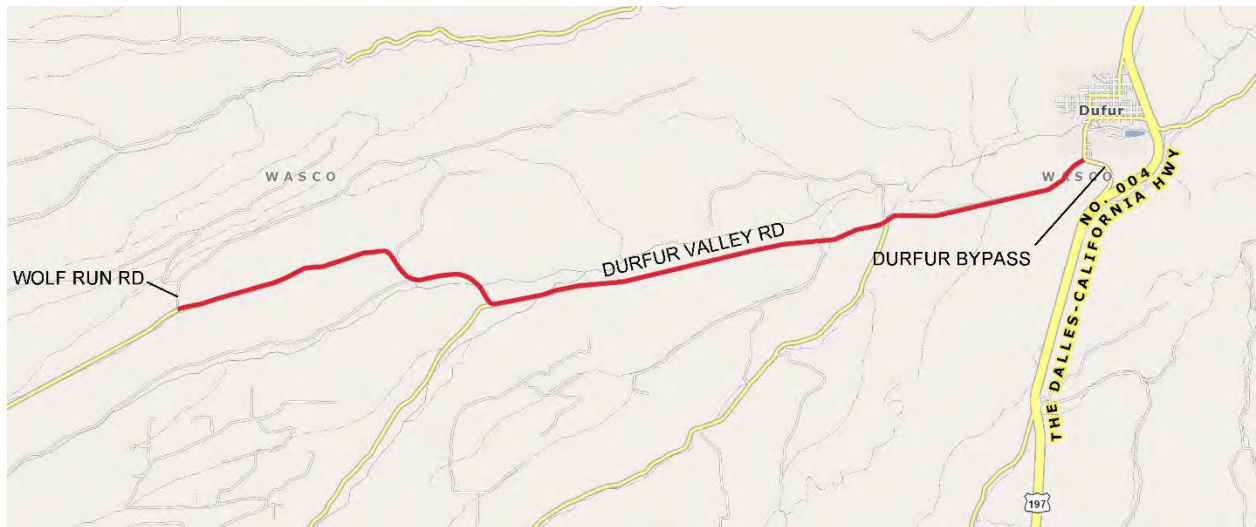 Dufur
WASCO
WASCO
NO. 004
THE DALLES-CALIFORNIA HWY
DURFUR VALLEY RD
DURFUR BYPASS
WOLF RUN RD
197